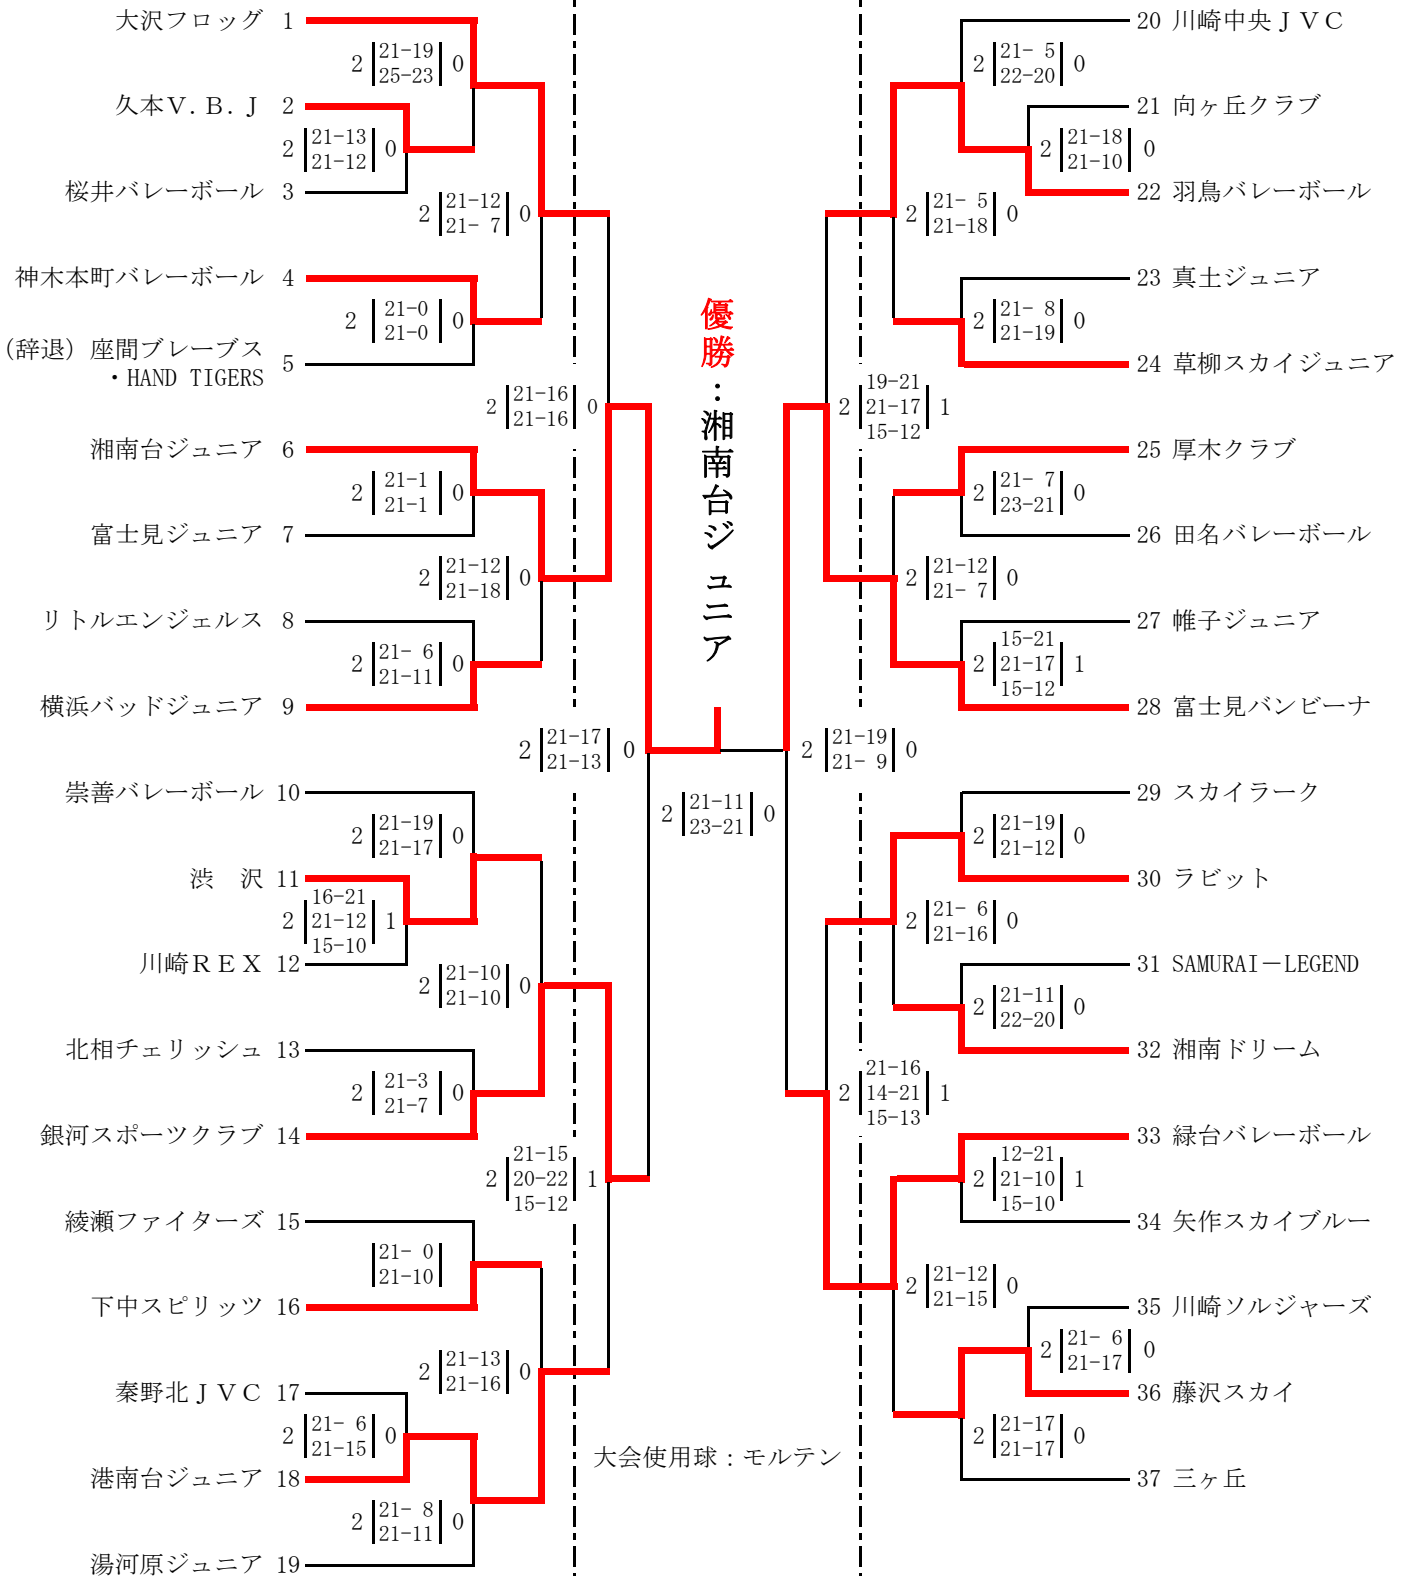 大沢フロッグ 1
2 21-19 0
25-23
久本V.B.J 2
2 21-13 0
21-12
桜井バレーボール 3
2 21-12 0
21- 7
神木本町バレーボール 4
2 21-0 0
21-0
(辞退)座間ブレーブス
・HAND TIGERS 5
2 21-16 0
21-16
湘南台ジュニア 6
2 21-1 0
21-1
富士見ジュニア 7
2 21-12 0
21-18
リトルエンジェルス 8
2 21- 6 0
21-11
横浜バッドジュニア 9
2 21-17 0
21-13
崇善バレーボール 10
2 21-19 0
21-17
渋 沢 11
16-21
2 21-12 1
15-10
川崎REX 12
2 21-10 0
21-10
北相チェリッシュ 13
2 21-3 0
21-7
銀河スポーツクラブ 14
21-15
2 20-22 1
15-12
綾瀬ファイターズ 15
21- 0
21-10
下中スピリッツ 16
2 21-13 0
21-16
秦野北JVC 17
2 21- 6 0
21-15
港南台ジュニア 18
2 21- 8 0
21-11
湯河原ジュニア 19
優勝:湘南台ジュニア
2 21-11 0
23-21
大会使用球:モルテン
20 川崎中央JVC
2 21- 5 0
22-20
21 向ヶ丘クラブ
2 21-18 0
21-10
22 羽鳥バレーボール
2 21- 5 0
21-18
23 真土ジュニア
2 21- 8 0
21-19
24 草柳スカイジュニア
19-21
2 21-17 1
15-12
25 厚木クラブ
2 21- 7 0
23-21
26 田名バレーボール
2 21-12 0
21- 7
27 帷子ジュニア
15-21
2 21-17 1
15-12
28 富士見バンビーナ
2 21-19 0
21- 9
29 スカイラーク
2 21-19 0
21-12
30 ラビット
2 21- 6 0
21-16
31 SAMURAI－LEGEND
2 21-11 0
22-20
32 湘南ドリーム
21-16
2 14-21 1
15-13
33 緑台バレーボール
12-21
2 21-10 1
15-10
34 矢作スカイブルー
2 21-12 0
21-15
35 川崎ソルジャーズ
2 21- 6 0
21-17
36 藤沢スカイ
2 21-17 0
21-17
37 三ヶ丘